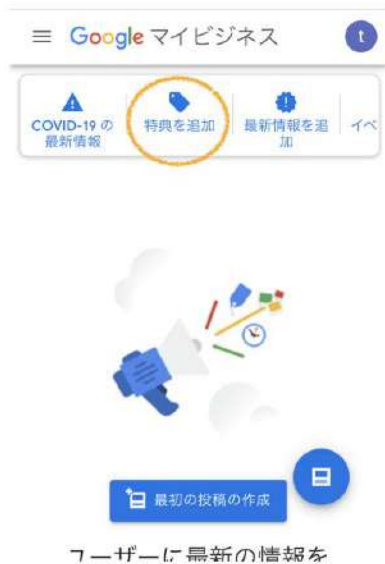 Google マイビジネス
t
COVID-19 の
最新情報
特典を追加
最新情報を追
加
イベ
最初の投稿の作成
ユーザーに最新の情報を